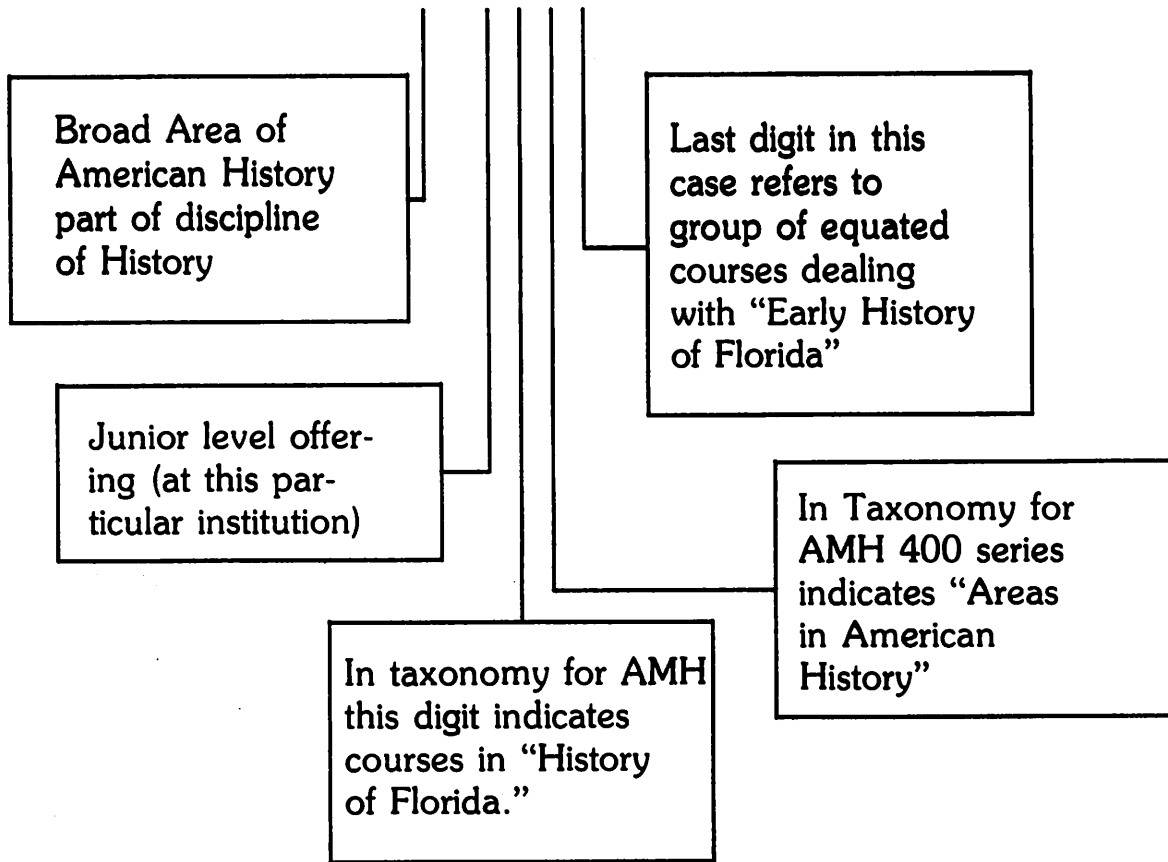 Broad Area of
American History
part of discipline
of History
Last digit in this
case refers to
group of equated
courses dealing
with “Early History
of Florida”
Junior level offer-
ing (at this par-
ticular institution)
In Taxonomy for
AMH 400 series
indicates “Areas
in American
History”
In taxonomy for AMH
this digit indicates
courses in “History
of Florida.”